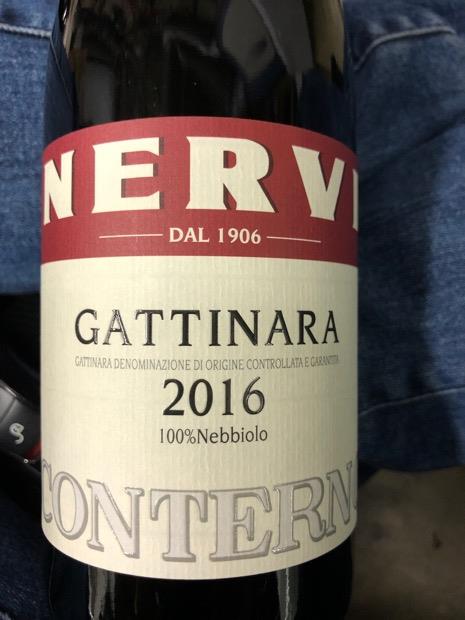 NERVI
DAL 1906
GATTINARA
GATTINARA DENOMINAZIONE DI ORIGINE CONTROLLATA E GARANTITA
2016
100%Nebbiolo
CONTERN